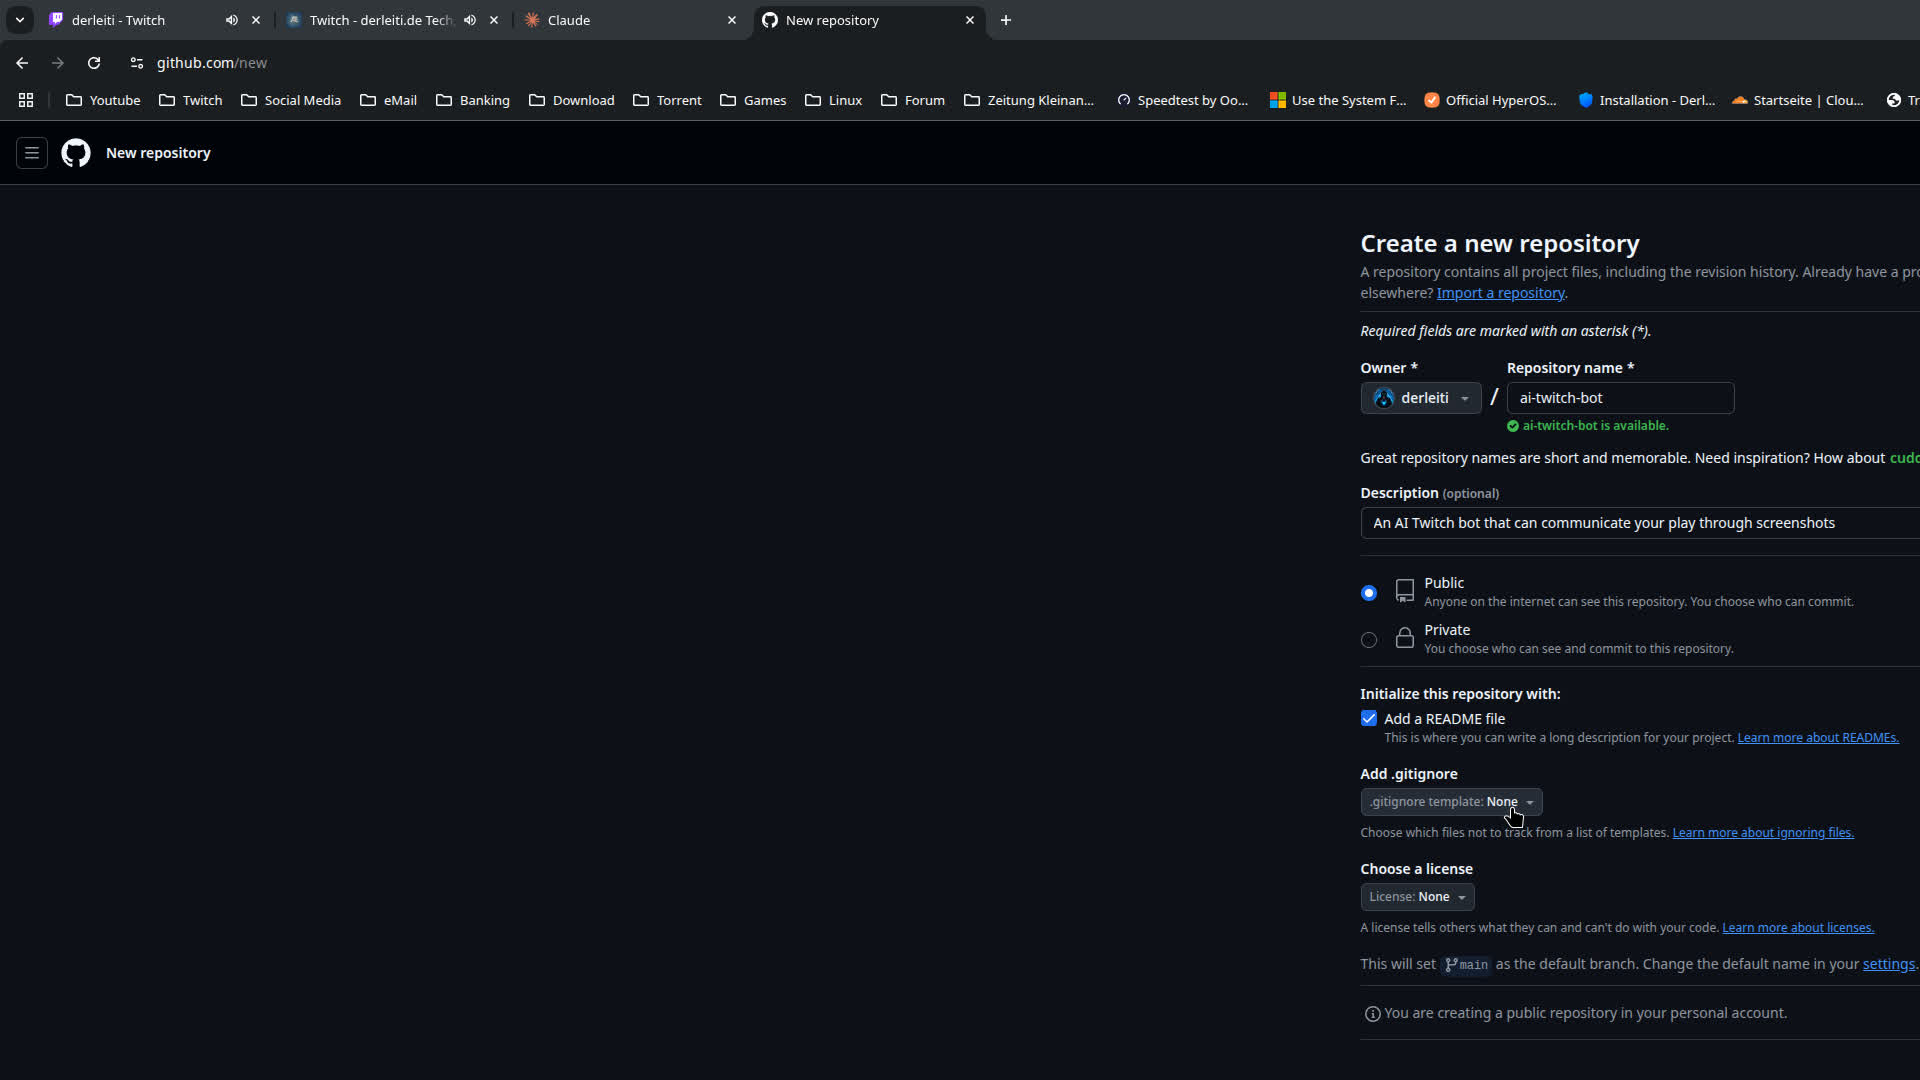 derleiti - Twitch
Twitch - derleiti.de Tech
Claude
New repository
github.com/new
Youtube
Twitch
Social Media
eMail
Banking
Download
Torrent
Games
Linux
Forum
Zeitung Kleinan...
Speedtest by Oo...
Use the System F...
Official HyperOS...
Installation - Derl...
Startseite | Clou...
Tr
New repository
Create a new repository
A repository contains all project files, including the revision history. Already have a pro
elsewhere? Import a repository.
Required fields are marked with an asterisk (*).
Owner *
Repository name *
derleiti
/
ai-twitch-bot
ai-twitch-bot is available.
Great repository names are short and memorable. Need inspiration? How about cudd
Description (optional)
An AI Twitch bot that can communicate your play through screenshots
Public
Anyone on the internet can see this repository. You choose who can commit.
Private
You choose who can see and commit to this repository.
Initialize this repository with:
Add a README file
This is where you can write a long description for your project. Learn more about READMEs.
Add .gitignore
.gitignore template: None
Choose which files not to track from a list of templates. Learn more about ignoring files.
Choose a license
License: None
A license tells others what they can and can't do with your code. Learn more about licenses.
This will set main as the default branch. Change the default name in your settings.
You are creating a public repository in your personal account.